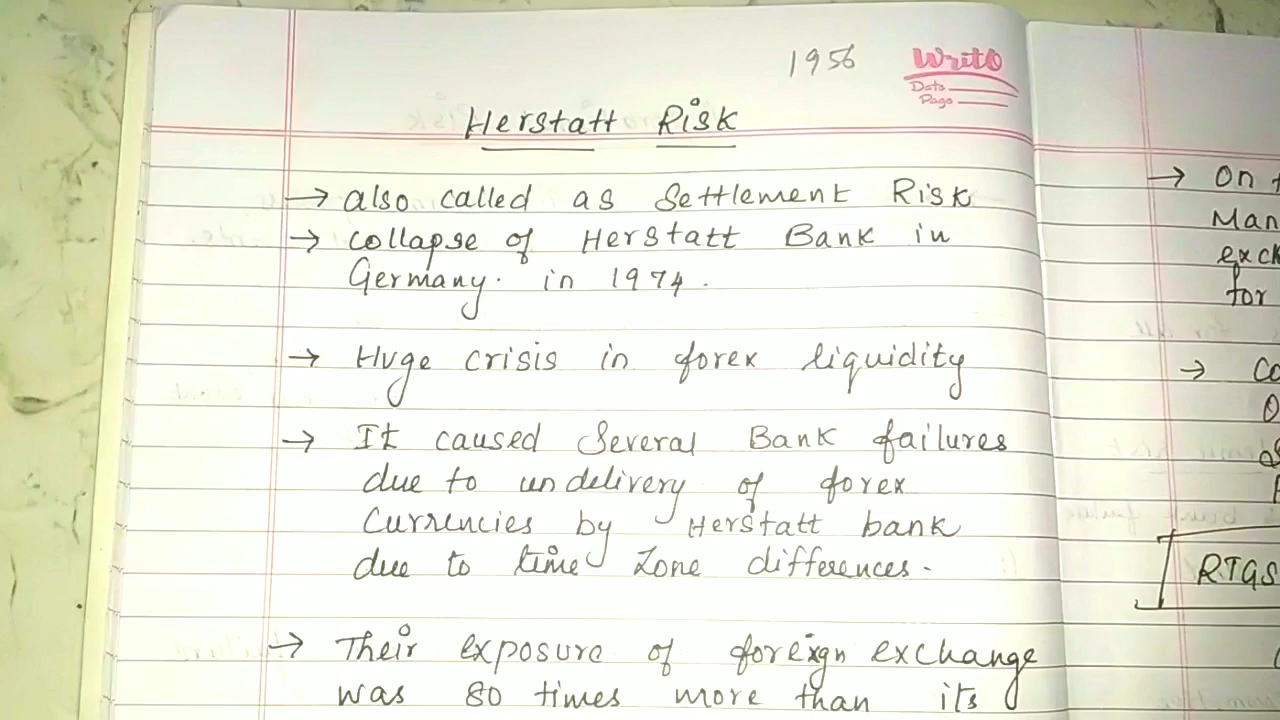 1956
Writo
Date
Page
Herstatt Risk
→ also called as Settlement Risk
→ collapse of Herstatt Bank in
Germany. in 1974.
→ Huge crisis in forex liquidity
→ It caused Several Bank failures
due to undelivery of forex
Currencies by Herstatt bank
due to time Zone differences.
→ Their exposure of foreign exchange
was 80 times more than its
→ on
Man
exch
for
→ Co
RTGS